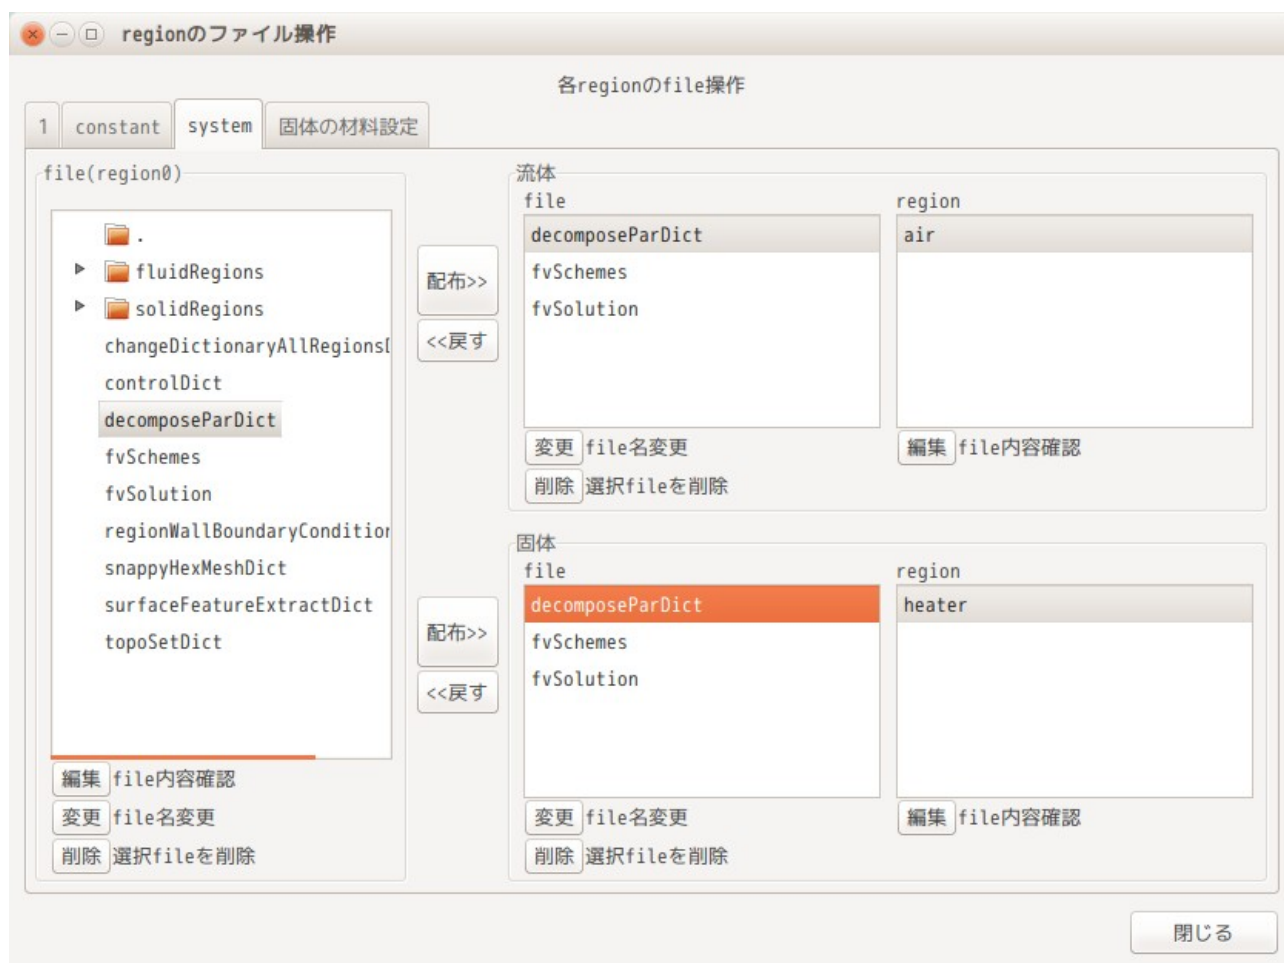 regionのファイル操作
各regionのfile操作
1 constant system 固体の材料設定
file(region0)
.
fluidRegions
solidRegions
changeDictionaryAllRegionsD
controlDict
decomposeParDict
fvSchemes
fvSolution
regionWallBoundaryCondition
snappyHexMeshDict
surfaceFeatureExtractDict
topoSetDict
編集 file内容確認
変更 file名変更
削除 選択fileを削除
配布>>
<<戻す
配布>>
<<戻す
流体
file
decomposeParDict
fvSchemes
fvSolution
変更 file名変更
削除 選択fileを削除
region
air
編集 file内容確認
固体
file
decomposeParDict
fvSchemes
fvSolution
変更 file名変更
削除 選択fileを削除
region
heater
編集 file内容確認
閉じる